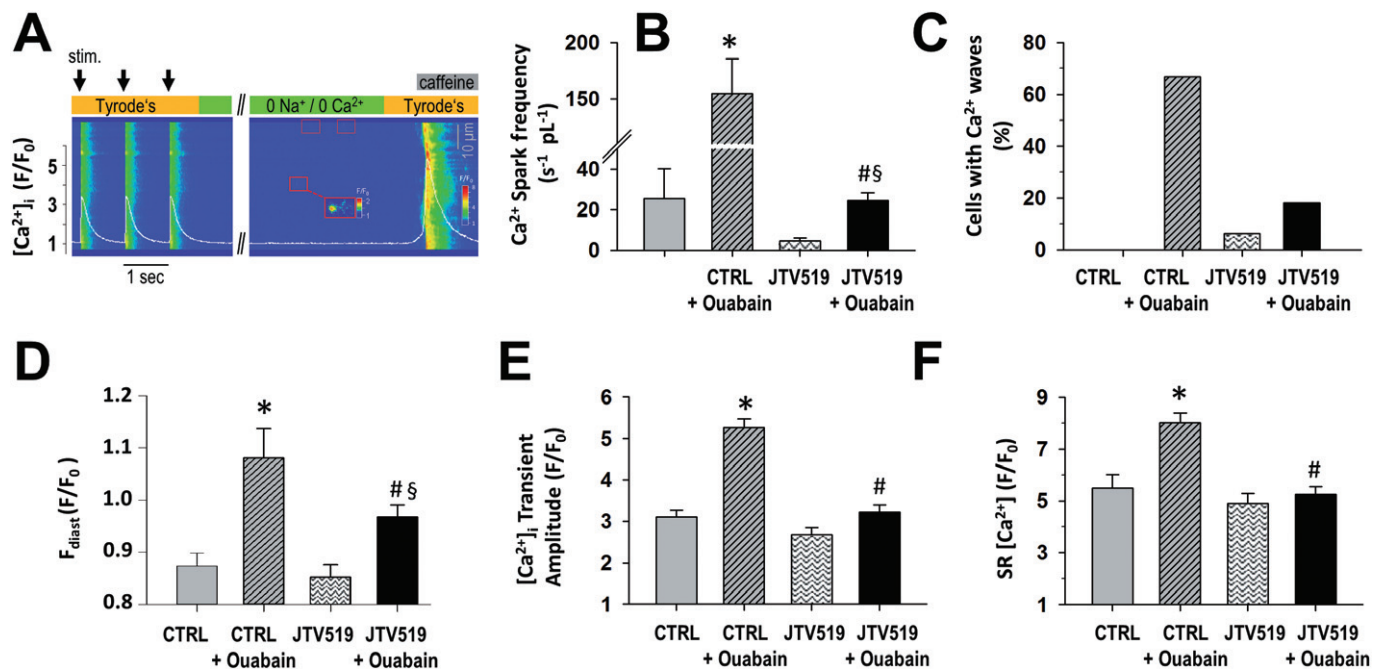 A
stim.
caffeine
Tyrode's
0 Na⁺ / 0 Ca²⁺
Tyrode's
[Ca²⁺]ᵢ (F/F₀)
5
3
1
//
//
10 µm
F/F₀
2
1
F/F₀
1 sec
B
Ca²⁺ Spark frequency
(s⁻¹ pL⁻¹)
200
150
40
20
0
*
#§
CTRL
+ Ouabain
JTV519
JTV519
+ Ouabain
C
Cells with Ca²⁺ waves
(%)
80
60
40
20
0
CTRL
CTRL
+ Ouabain
JTV519
JTV519
+ Ouabain
D
F_diast (F/F₀ )
1.2
1.1
1.0
0.9
0.8
*
# §
CTRL
CTRL
+ Ouabain
JTV519
JTV519
+ Ouabain
E
[Ca²⁺]ᵢ Transient
Amplitude (F/F₀)
6
5
4
3
2
1
*
#
CTRL
CTRL
+ Ouabain
JTV519
JTV519
+ Ouabain
F
SR [Ca²⁺] (F/F₀)
9
7
5
3
1
*
#
CTRL
CTRL
+ Ouabain
JTV519
JTV519
+ Ouabain